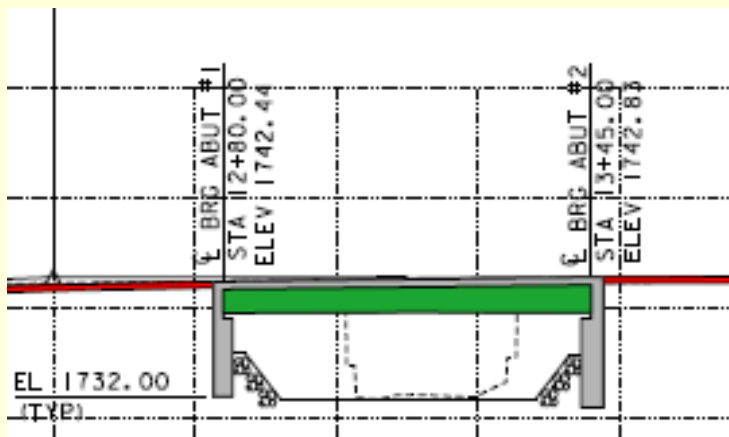 ℄ BRG ABUT #1
STA 12+80.00
ELEV 1742.44
℄ BRG ABUT #2
STA 13+45.00
ELEV 1742.83
EL 1732.00
(TYP)